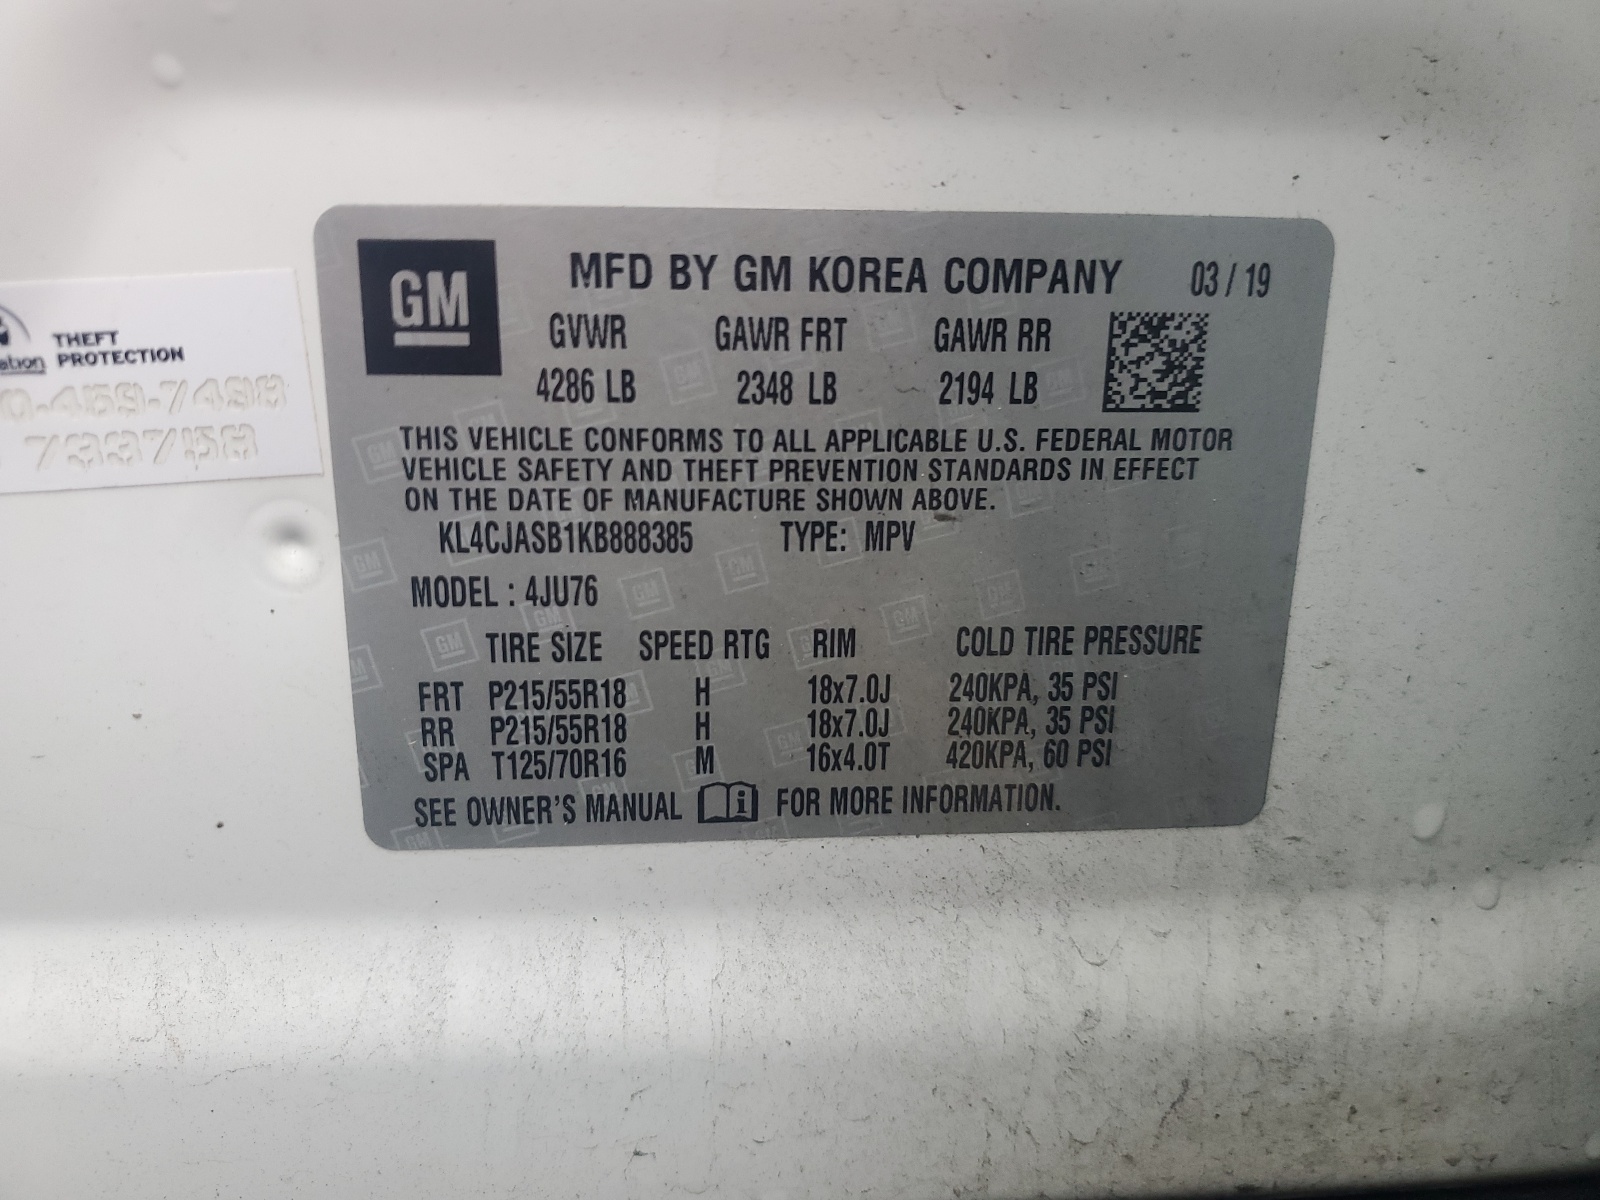 GM
MFD BY GM KOREA COMPANY 03 / 19
GVWR GAWR FRT GAWR RR
4286 LB 2348 LB 2194 LB
THIS VEHICLE CONFORMS TO ALL APPLICABLE U.S. FEDERAL MOTOR
VEHICLE SAFETY AND THEFT PREVENTION STANDARDS IN EFFECT
ON THE DATE OF MANUFACTURE SHOWN ABOVE.
KL4CJASB1KB888385 TYPE: MPV
MODEL : 4JU76
TIRE SIZE SPEED RTG RIM COLD TIRE PRESSURE
FRT P215/55R18 H 18x7.0J 240KPA, 35 PSI
RR P215/55R18 H 18x7.0J 240KPA, 35 PSI
SPA T125/70R16 M 16x4.0T 420KPA, 60 PSI
SEE OWNER'S MANUAL i FOR MORE INFORMATION.
THEFT
PROTECTION